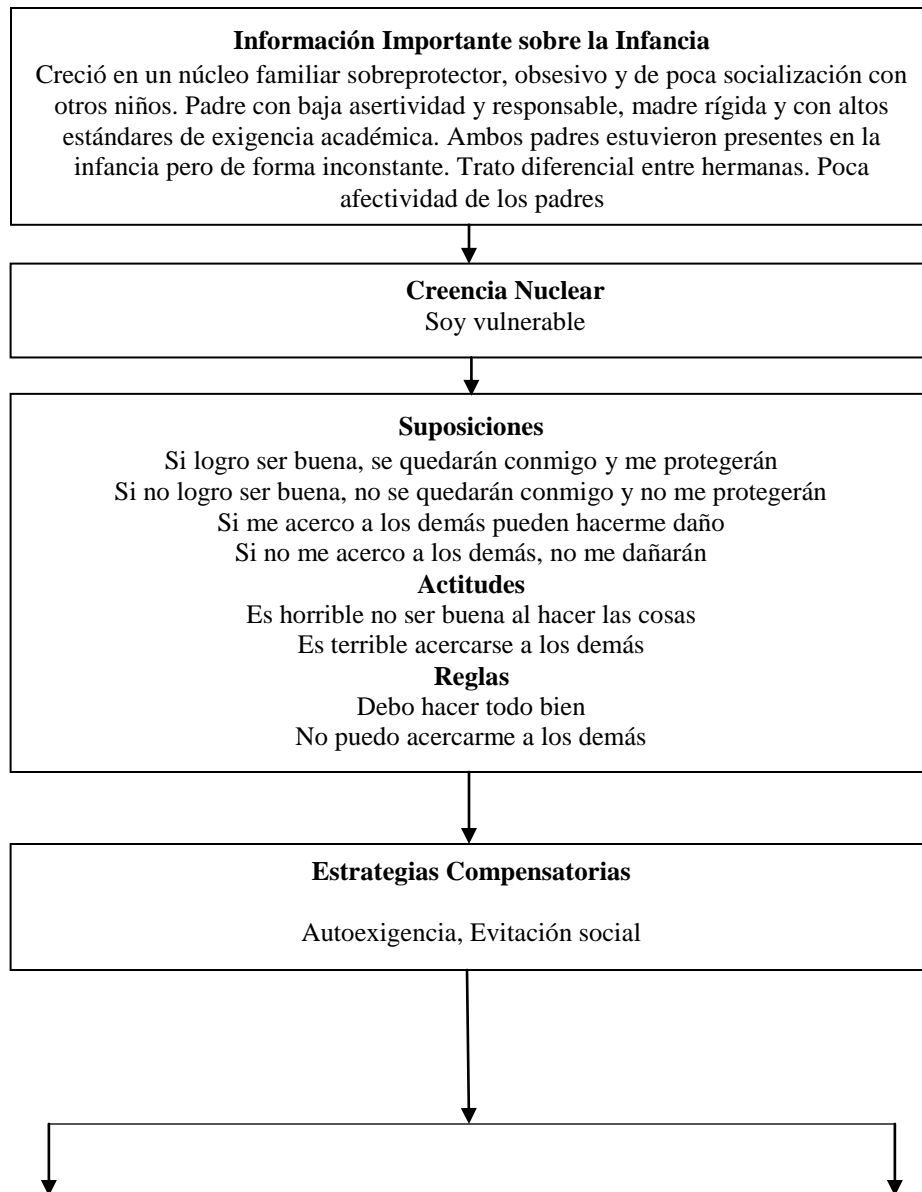 Información Importante sobre la Infancia
Creció en un núcleo familiar sobreprotector, obsesivo y de poca socialización con
otros niños. Padre con baja asertividad y responsable, madre rígida y con altos
estándares de exigencia académica. Ambos padres estuvieron presentes en la
infancia pero de forma inconstante. Trato diferencial entre hermanas. Poca
afectividad de los padres
Creencia Nuclear
Soy vulnerable
Suposiciones
Si logro ser buena, se quedarán conmigo y me protegerán
Si no logro ser buena, no se quedarán conmigo y no me protegerán
Si me acerco a los demás pueden hacerme daño
Si no me acerco a los demás, no me dañarán
Actitudes
Es horrible no ser buena al hacer las cosas
Es terrible acercarse a los demás
Reglas
Debo hacer todo bien
No puedo acercarme a los demás
Estrategias Compensatorias
Autoexigencia, Evitación social